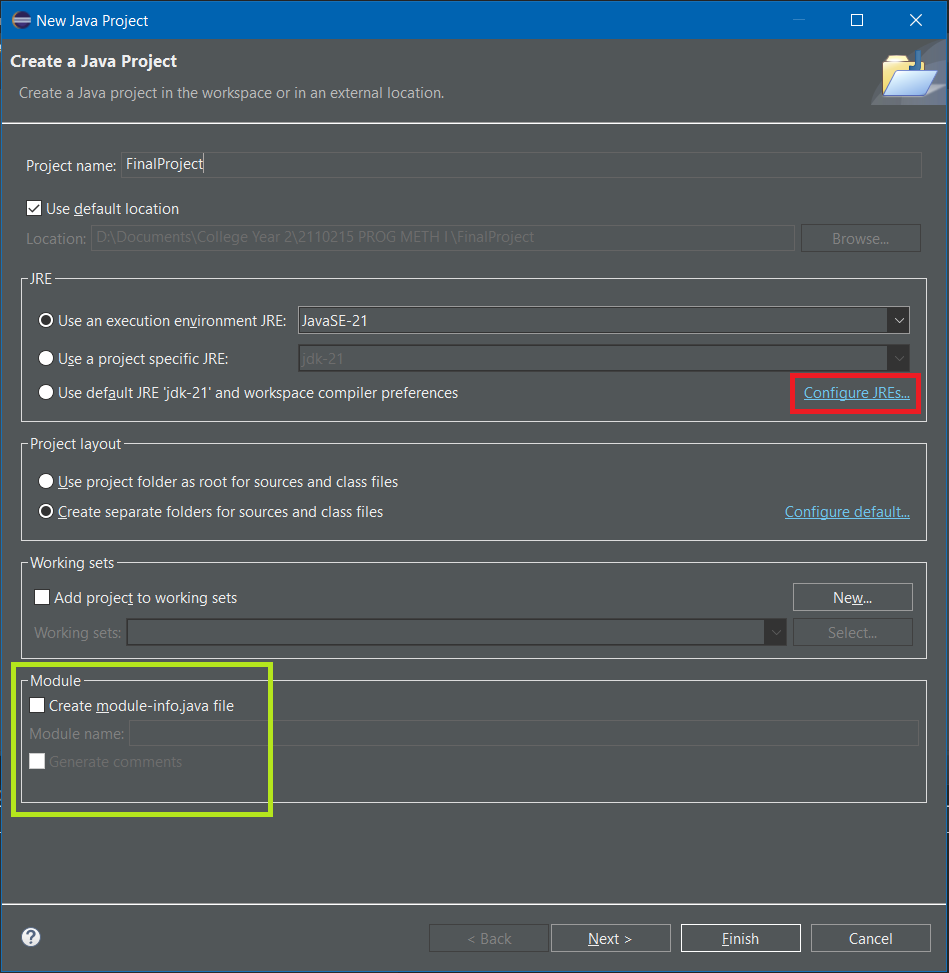 New Java Project
Create a Java Project
Create a Java project in the workspace or in an external location.
Project name: FinalProject
Use default location
Location: D:\Documents\College Year 2\2110215 PROG METH I \FinalProject Browse...
JRE
Use an execution environment JRE: JavaSE-21
Use a project specific JRE: jdk-21
Use default JRE 'jdk-21' and workspace compiler preferences Configure JREs...
Project layout
Use project folder as root for sources and class files
Create separate folders for sources and class files Configure default...
Working sets
Add project to working sets New...
Working sets: Select...
Module
Create module-info.java file
Module name:
Generate comments
? < Back Next > Finish Cancel